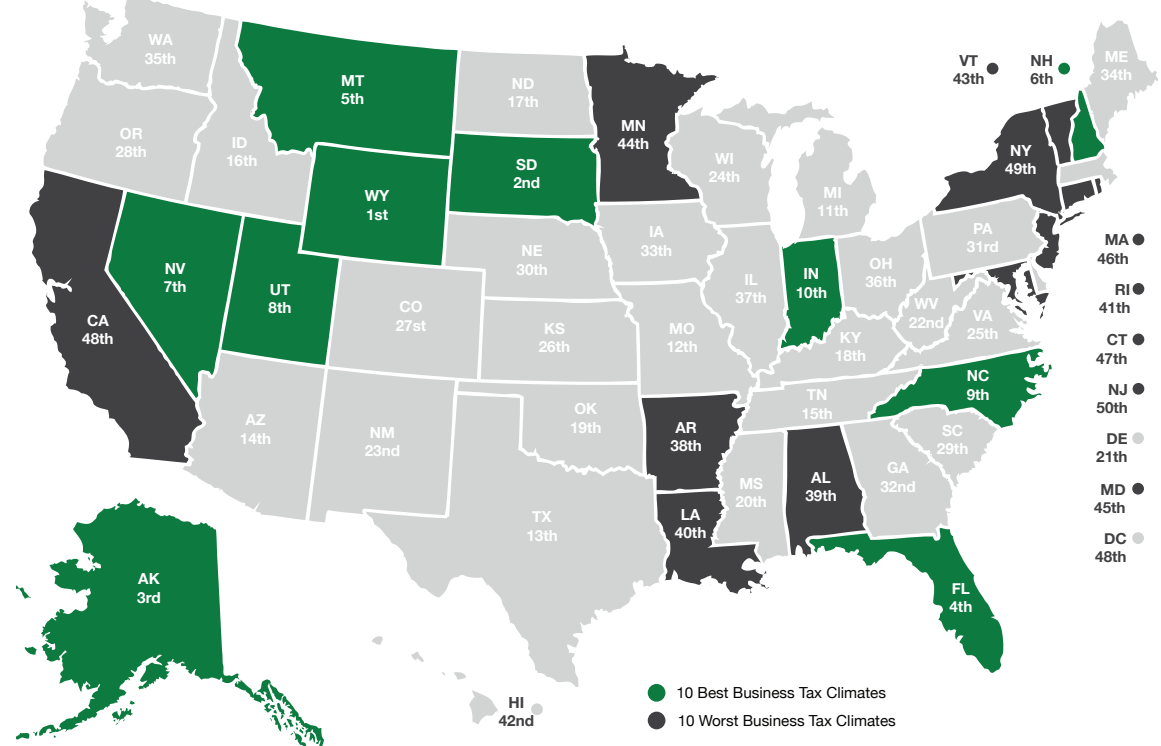 WA
35th
MT
5th
ND
17th
MN
44th
VT
43th
NH
6th
ME
34th
OR
28th
ID
16th
SD
2nd
WI
24th
NY
49th
WY
1st
MI
11th
IA
33th
PA
31rd
MA
46th
NE
30th
NV
7th
UT
8th
IN
10th
OH
36th
IL
37th
RI
41th
CO
27st
CA
48th
WV
22nd
VA
25th
KS
26th
MO
12th
KY
18th
CT
47th
NC
9th
NJ
50th
TN
15th
OK
19th
AZ
14th
NM
23nd
AR
38th
SC
29th
DE
21th
GA
32nd
AL
39th
MS
20th
MD
45th
LA
40th
TX
13th
DC
48th
AK
3rd
FL
4th
HI
42nd
10 Best Business Tax Climates
10 Worst Business Tax Climates